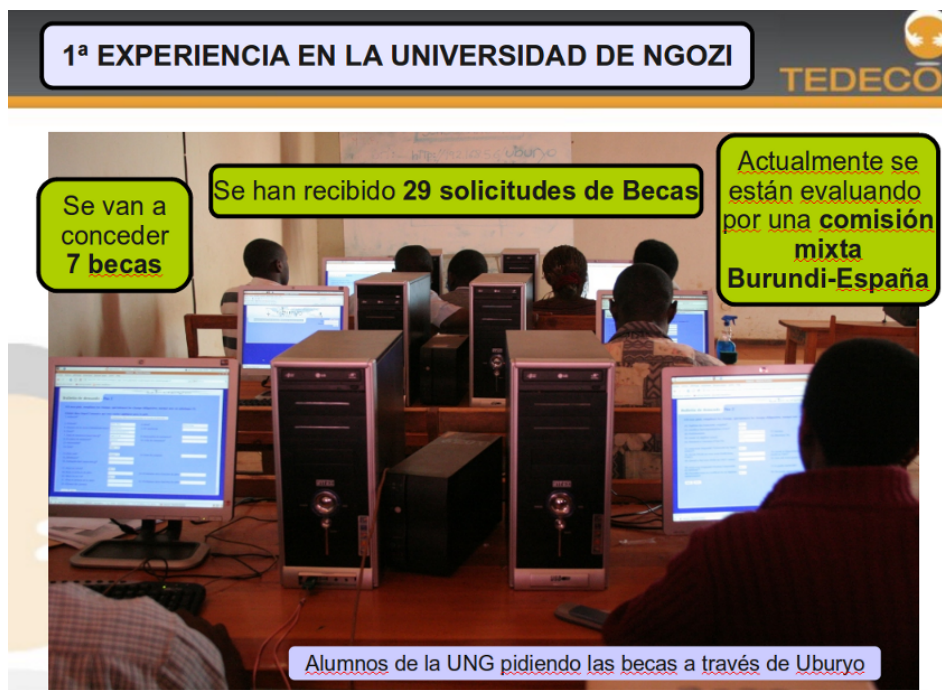 1ª EXPERIENCIA EN LA UNIVERSIDAD DE NGOZI
TEDECO
Se van a
conceder
7 becas
Se han recibido 29 solicitudes de Becas
Actualmente se
están evaluando
por una comisión
mixta
Burundi-España
Alumnos de la UNG pidiendo las becas a través de Uburyo